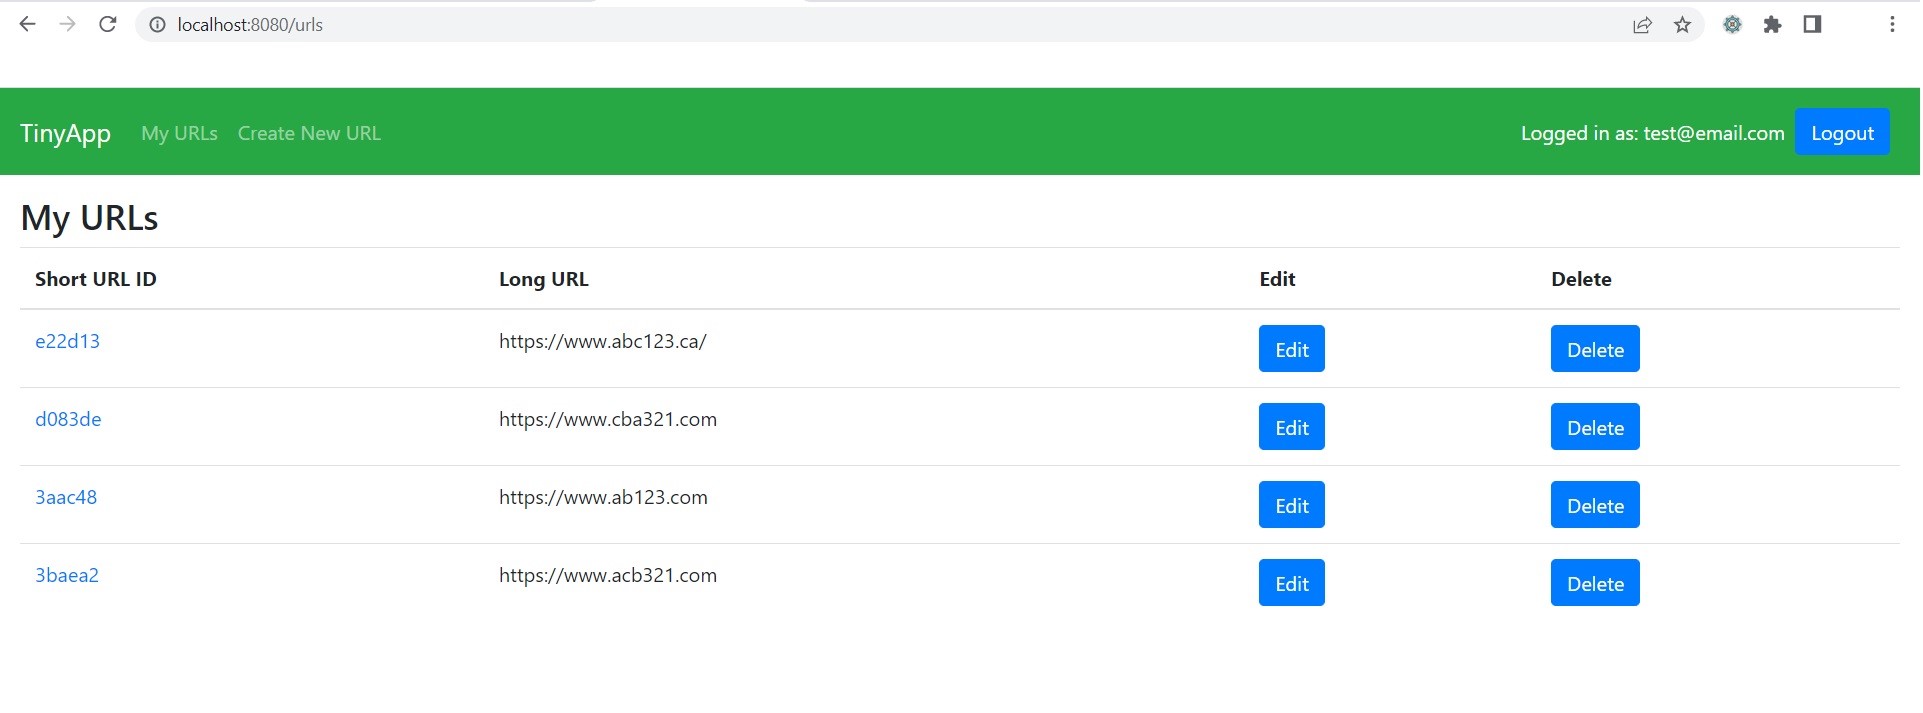 localhost:8080/urls
TinyApp My URLs Create New URL Logged in as: test@email.com Logout
My URLs
Short URL ID Long URL Edit Delete
e22d13 https://www.abc123.ca/ Edit Delete
d083de https://www.cba321.com Edit Delete
3aac48 https://www.ab123.com Edit Delete
3baea2 https://www.acb321.com Edit Delete